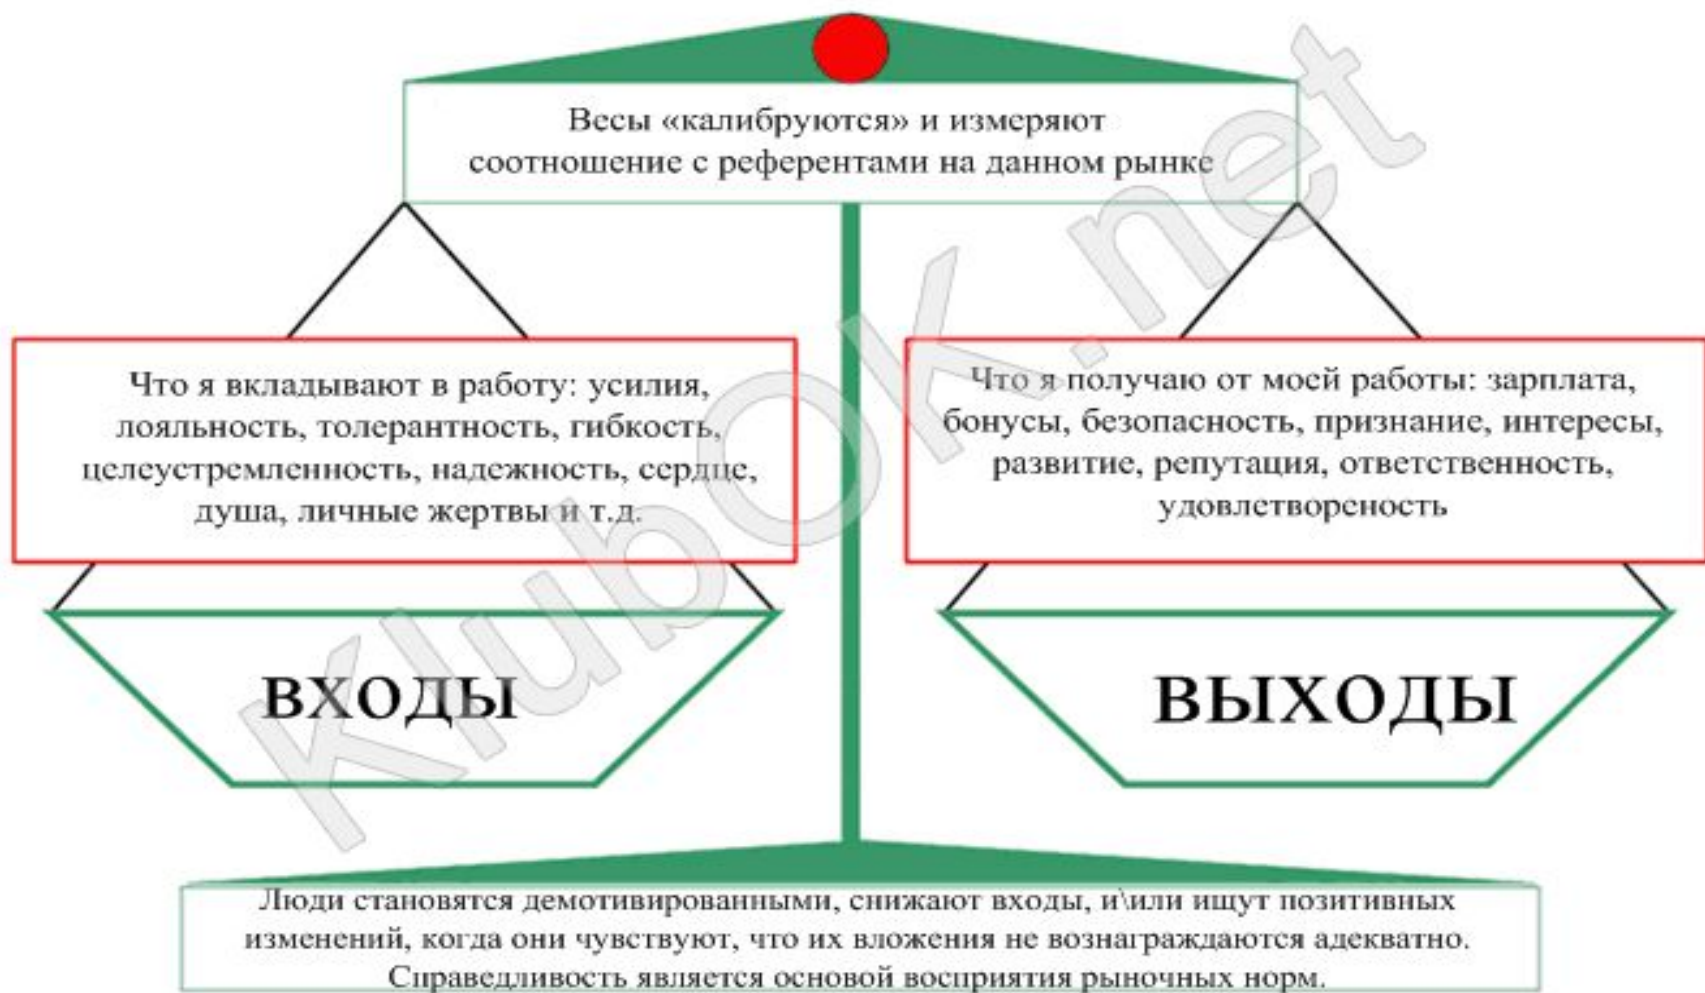 Весы «калибруются» и измеряют
соотношение с референтами на данном рынке
Что я вкладывают в работу: усилия,
лояльность, толерантность, гибкость,
целеустремленность, надежность, сердце,
душа, личные жертвы и т.д.
Что я получаю от моей работы: зарплата,
бонусы, безопасность, признание, интересы,
развитие, репутация, ответственность,
удовлетвореность
ВХОДЫ
ВЫХОДЫ
Люди становятся демотивированными, снижают входы, и\или ищут позитивных
изменений, когда они чувствуют, что их вложения не вознаграждаются адекватно.
Справедливость является основой восприятия рыночных норм.
KlubOK.net